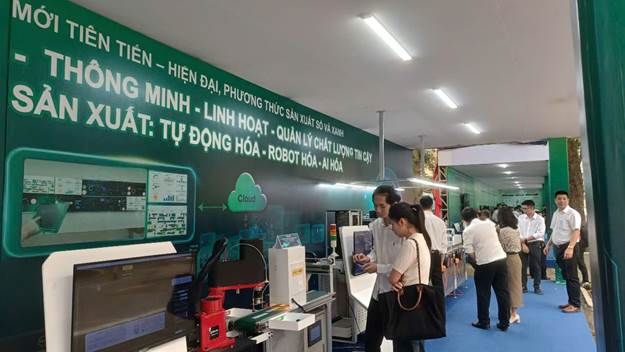 MỚI TIÊN TIẾN – HIỆN ĐẠI, PHƯƠNG THỨC SẢN XUẤT SỐ VÀ XANH
- THÔNG MINH - LINH HOẠT - QUẢN LÝ CHẤT LƯỢNG TIN CẬY
SẢN XUẤT: TỰ ĐỘNG HÓA - ROBOT HÓA - AI HÓA
Cloud